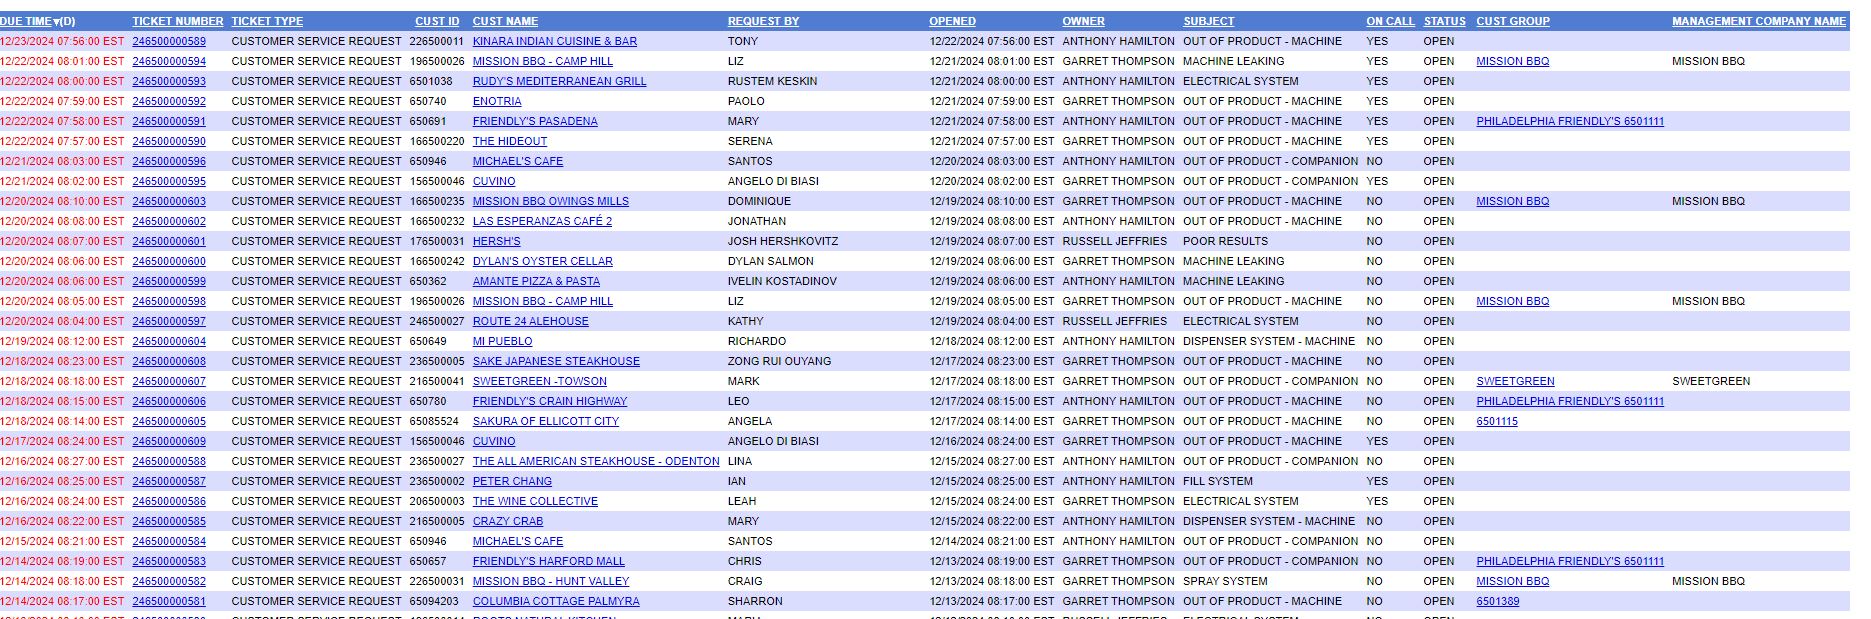 DUE TIME▼(D) TICKET NUMBER TICKET TYPE CUST ID CUST NAME REQUEST BY OPENED OWNER SUBJECT ON CALL STATUS CUST GROUP MANAGEMENT COMPANY NAME
12/23/2024 07:56:00 EST 246500000589 CUSTOMER SERVICE REQUEST 226500011 KINARA INDIAN CUISINE & BAR TONY 12/22/2024 07:56:00 EST ANTHONY HAMILTON OUT OF PRODUCT - MACHINE YES OPEN
12/22/2024 08:01:00 EST 246500000594 CUSTOMER SERVICE REQUEST 196500026 MISSION BBQ - CAMP HILL LIZ 12/21/2024 08:01:00 EST GARRET THOMPSON MACHINE LEAKING YES OPEN MISSION BBQ MISSION BBQ
12/22/2024 08:00:00 EST 246500000593 CUSTOMER SERVICE REQUEST 6501038 RUDY'S MEDITERRANEAN GRILL RUSTEM KESKIN 12/21/2024 08:00:00 EST ANTHONY HAMILTON ELECTRICAL SYSTEM YES OPEN
12/22/2024 07:59:00 EST 246500000592 CUSTOMER SERVICE REQUEST 650740 ENOTRIA PAOLO 12/21/2024 07:59:00 EST GARRET THOMPSON OUT OF PRODUCT - MACHINE YES OPEN
12/22/2024 07:58:00 EST 246500000591 CUSTOMER SERVICE REQUEST 650691 FRIENDLY'S PASADENA MARY 12/21/2024 07:58:00 EST ANTHONY HAMILTON OUT OF PRODUCT - MACHINE YES OPEN PHILADELPHIA FRIENDLY'S 6501111
12/22/2024 07:57:00 EST 246500000590 CUSTOMER SERVICE REQUEST 166500220 THE HIDEOUT SERENA 12/21/2024 07:57:00 EST GARRET THOMPSON OUT OF PRODUCT - MACHINE YES OPEN
12/21/2024 08:03:00 EST 246500000596 CUSTOMER SERVICE REQUEST 650946 MICHAEL'S CAFE SANTOS 12/20/2024 08:03:00 EST ANTHONY HAMILTON OUT OF PRODUCT - COMPANION NO OPEN
12/21/2024 08:02:00 EST 246500000595 CUSTOMER SERVICE REQUEST 156500046 CUVINO ANGELO DI BIASI 12/20/2024 08:02:00 EST GARRET THOMPSON OUT OF PRODUCT - COMPANION YES OPEN
12/20/2024 08:10:00 EST 246500000603 CUSTOMER SERVICE REQUEST 166500235 MISSION BBQ OWINGS MILLS DOMINIQUE 12/19/2024 08:10:00 EST GARRET THOMPSON OUT OF PRODUCT - MACHINE NO OPEN MISSION BBQ MISSION BBQ
12/20/2024 08:08:00 EST 246500000602 CUSTOMER SERVICE REQUEST 166500232 LAS ESPERANZAS CAFÉ 2 JONATHAN 12/19/2024 08:08:00 EST ANTHONY HAMILTON OUT OF PRODUCT - MACHINE NO OPEN
12/20/2024 08:07:00 EST 246500000601 CUSTOMER SERVICE REQUEST 176500031 HERSH'S JOSH HERSHKOVITZ 12/19/2024 08:07:00 EST RUSSELL JEFFRIES POOR RESULTS NO OPEN
12/20/2024 08:06:00 EST 246500000600 CUSTOMER SERVICE REQUEST 166500242 DYLAN'S OYSTER CELLAR DYLAN SALMON 12/19/2024 08:06:00 EST GARRET THOMPSON MACHINE LEAKING NO OPEN
12/20/2024 08:06:00 EST 246500000599 CUSTOMER SERVICE REQUEST 650362 AMANTE PIZZA & PASTA IVELIN KOSTADINOV 12/19/2024 08:06:00 EST ANTHONY HAMILTON MACHINE LEAKING NO OPEN
12/20/2024 08:05:00 EST 246500000598 CUSTOMER SERVICE REQUEST 196500026 MISSION BBQ - CAMP HILL LIZ 12/19/2024 08:05:00 EST GARRET THOMPSON OUT OF PRODUCT - MACHINE NO OPEN MISSION BBQ MISSION BBQ
12/20/2024 08:04:00 EST 246500000597 CUSTOMER SERVICE REQUEST 246500027 ROUTE 24 ALEHOUSE KATHY 12/19/2024 08:04:00 EST RUSSELL JEFFRIES ELECTRICAL SYSTEM NO OPEN
12/19/2024 08:12:00 EST 246500000604 CUSTOMER SERVICE REQUEST 650649 MI PUEBLO RICHARDO 12/18/2024 08:12:00 EST ANTHONY HAMILTON DISPENSER SYSTEM - MACHINE NO OPEN
12/18/2024 08:23:00 EST 246500000608 CUSTOMER SERVICE REQUEST 236500005 SAKE JAPANESE STEAKHOUSE ZONG RUI OUYANG 12/17/2024 08:23:00 EST GARRET THOMPSON OUT OF PRODUCT - MACHINE NO OPEN
12/18/2024 08:18:00 EST 246500000607 CUSTOMER SERVICE REQUEST 216500041 SWEETGREEN -TOWSON MARK 12/17/2024 08:18:00 EST GARRET THOMPSON OUT OF PRODUCT - COMPANION NO OPEN SWEETGREEN SWEETGREEN
12/18/2024 08:15:00 EST 246500000606 CUSTOMER SERVICE REQUEST 650780 FRIENDLY'S CRAIN HIGHWAY LEO 12/17/2024 08:15:00 EST ANTHONY HAMILTON OUT OF PRODUCT - MACHINE NO OPEN PHILADELPHIA FRIENDLY'S 6501111
12/18/2024 08:14:00 EST 246500000605 CUSTOMER SERVICE REQUEST 65085524 SAKURA OF ELLICOTT CITY ANGELA 12/17/2024 08:14:00 EST GARRET THOMPSON OUT OF PRODUCT - MACHINE NO OPEN 6501115
12/17/2024 08:24:00 EST 246500000609 CUSTOMER SERVICE REQUEST 156500046 CUVINO ANGELO DI BIASI 12/16/2024 08:24:00 EST GARRET THOMPSON OUT OF PRODUCT - MACHINE YES OPEN
12/16/2024 08:27:00 EST 246500000588 CUSTOMER SERVICE REQUEST 236500027 THE ALL AMERICAN STEAKHOUSE - ODENTON LINA 12/15/2024 08:27:00 EST ANTHONY HAMILTON OUT OF PRODUCT - COMPANION NO OPEN
12/16/2024 08:25:00 EST 246500000587 CUSTOMER SERVICE REQUEST 236500002 PETER CHANG IAN 12/15/2024 08:25:00 EST ANTHONY HAMILTON FILL SYSTEM YES OPEN
12/16/2024 08:24:00 EST 246500000586 CUSTOMER SERVICE REQUEST 206500003 THE WINE COLLECTIVE LEAH 12/15/2024 08:24:00 EST GARRET THOMPSON ELECTRICAL SYSTEM YES OPEN
12/16/2024 08:22:00 EST 246500000585 CUSTOMER SERVICE REQUEST 216500005 CRAZY CRAB MARY 12/15/2024 08:22:00 EST ANTHONY HAMILTON DISPENSER SYSTEM - MACHINE NO OPEN
12/15/2024 08:21:00 EST 246500000584 CUSTOMER SERVICE REQUEST 650946 MICHAEL'S CAFE SANTOS 12/14/2024 08:21:00 EST ANTHONY HAMILTON OUT OF PRODUCT - COMPANION NO OPEN
12/14/2024 08:19:00 EST 246500000583 CUSTOMER SERVICE REQUEST 650657 FRIENDLY'S HARFORD MALL CHRIS 12/13/2024 08:19:00 EST GARRET THOMPSON OUT OF PRODUCT - COMPANION NO OPEN PHILADELPHIA FRIENDLY'S 6501111
12/14/2024 08:18:00 EST 246500000582 CUSTOMER SERVICE REQUEST 226500031 MISSION BBQ - HUNT VALLEY CRAIG 12/13/2024 08:18:00 EST GARRET THOMPSON SPRAY SYSTEM NO OPEN MISSION BBQ MISSION BBQ
12/14/2024 08:17:00 EST 246500000581 CUSTOMER SERVICE REQUEST 65094203 COLUMBIA COTTAGE PALMYRA SHARRON 12/13/2024 08:17:00 EST GARRET THOMPSON OUT OF PRODUCT - MACHINE NO OPEN 6501389